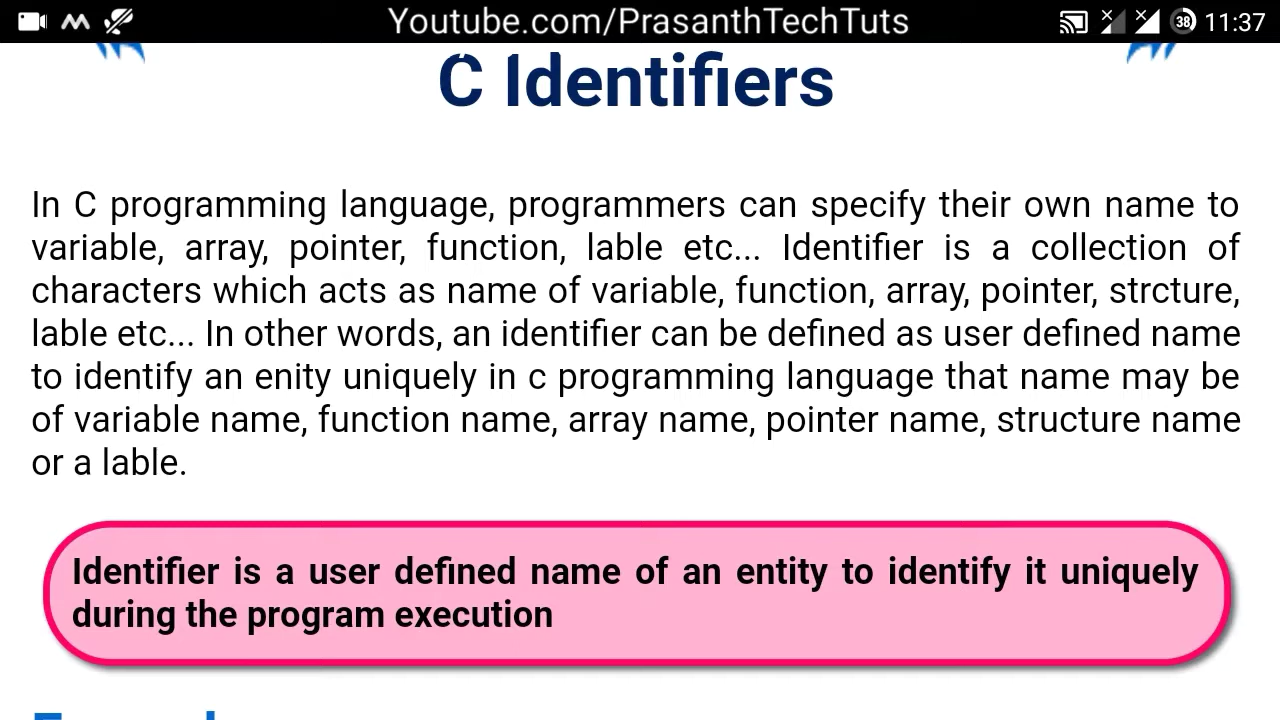 Youtube.com/PrasanthTechTuts
38 11:37
C Identifiers
In C programming language, programmers can specify their own name to
variable, array, pointer, function, lable etc... Identifier is a collection of
characters which acts as name of variable, function, array, pointer, strcture,
lable etc... In other words, an identifier can be defined as user defined name
to identify an enity uniquely in c programming language that name may be
of variable name, function name, array name, pointer name, structure name
or a lable.
Identifier is a user defined name of an entity to identify it uniquely
during the program execution